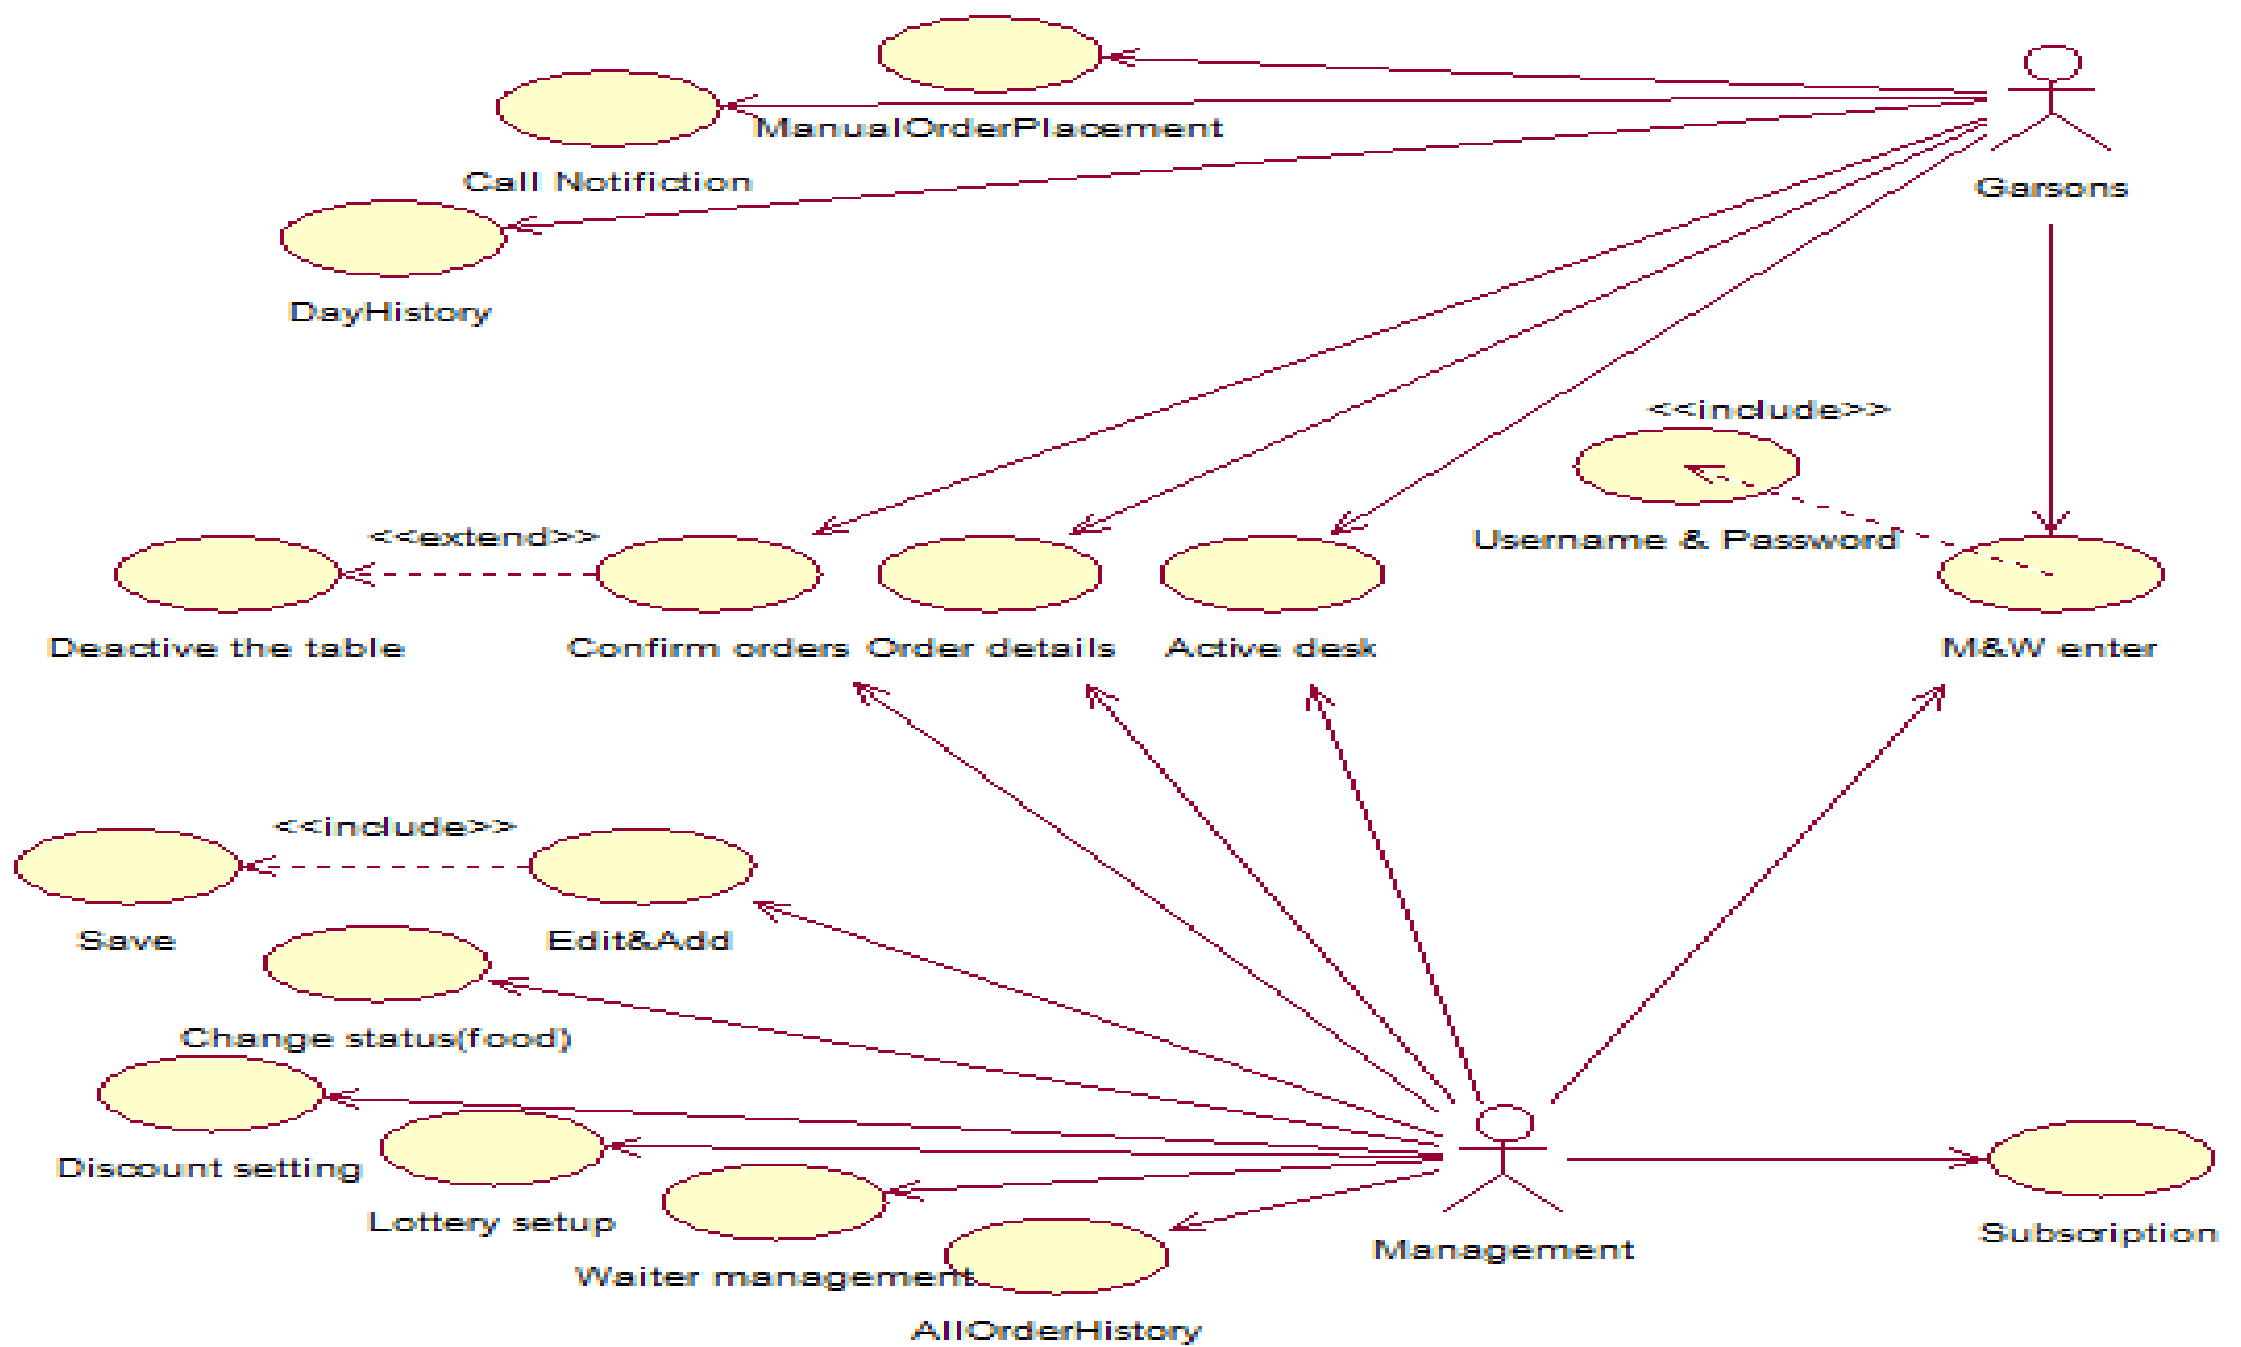 ManualOrderPlacement
Call Notifiction
Garsons
DayHistory
<<include>>
<<extend>>
Username & Password
Deactive the table
Confirm orders
Order details
Active desk
M&W enter
<<include>>
Save
Edit&Add
Change status(food)
Discount setting
Lottery setup
Subscription
Management
Waiter management
AllOrderHistory